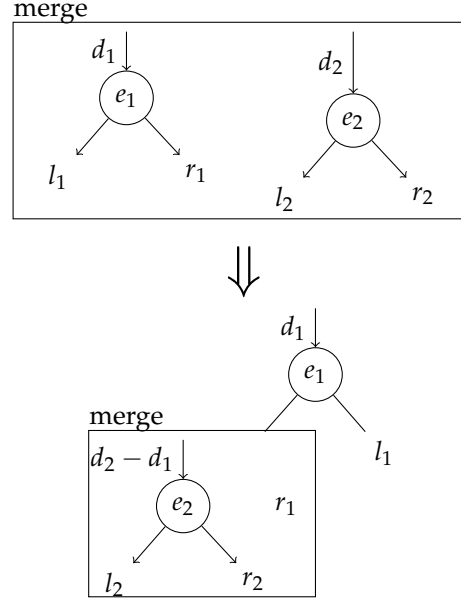 merge
d₁
d₂
e₁
e₂
l₁
r₁
l₂
r₂
⇓
d₁
e₁
merge
l₁
d₂ − d₁
e₂
r₁
l₂
r₂